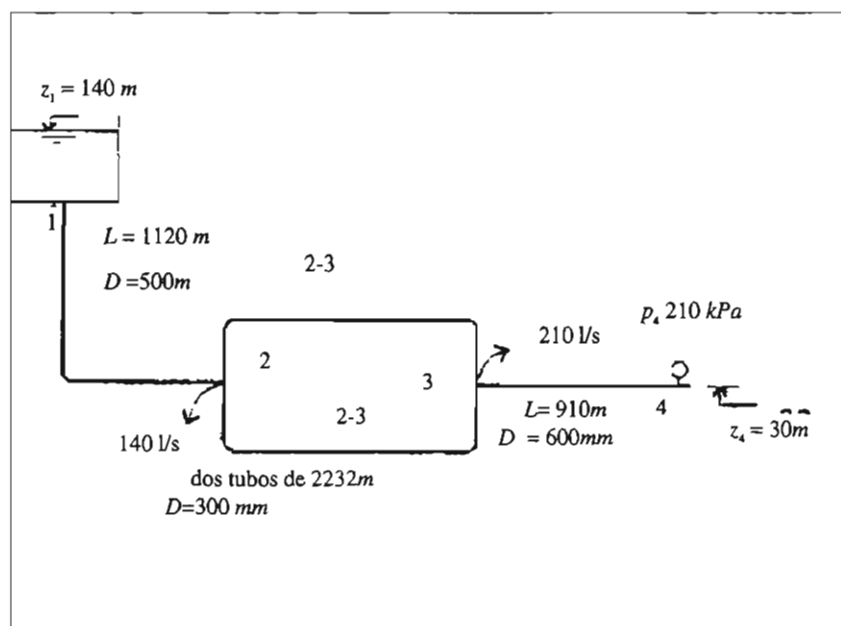 z₁ = 140 m
1
L = 1120 m
D =500m
2-3
p₄ 210 kPa
210 l/s
2
3
2-3
140 l/s
L= 910m
D = 600mm
4
z₄ = 30m
dos tubos de 2232m
D=300 mm